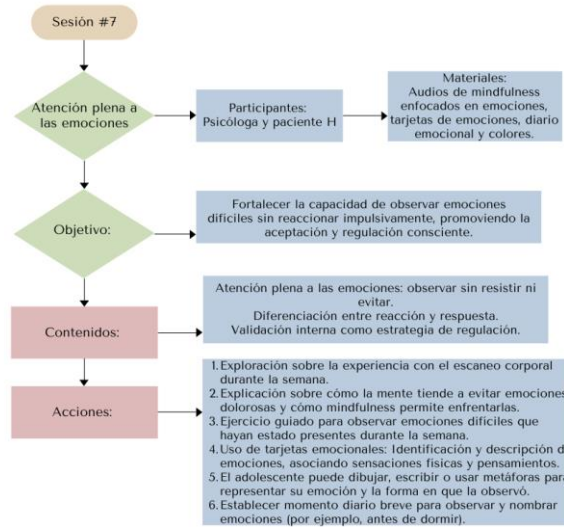 Sesión #7
Atención plena a
las emociones
Participantes:
Psicóloga y paciente H
Materiales:
Audios de mindfulness
enfocados en emociones,
tarjetas de emociones, diario
emocional y colores.
Objetivo:
Fortalecer la capacidad de observar emociones
difíciles sin reaccionar impulsivamente, promoviendo la
aceptación y regulación consciente.
Contenidos:
Atención plena a las emociones: observar sin resistir ni
evitar.
Diferenciación entre reacción y respuesta.
Validación interna como estrategia de regulación.
Acciones:
1. Exploración sobre la experiencia con el escaneo corporal
durante la semana.
2. Explicación sobre cómo la mente tiende a evitar emociones
dolorosas y cómo mindfulness permite enfrentarlas.
3. Ejercicio guiado para observar emociones difíciles que
hayan estado presentes durante la semana.
4. Uso de tarjetas emocionales: Identificación y descripción d
emociones, asociando sensaciones físicas y pensamientos.
5. El adolescente puede dibujar, escribir o usar metáforas para
representar su emoción y la forma en que la observó.
6. Establecer momento diario breve para observar y nombrar
emociones (por ejemplo, antes de dormir).